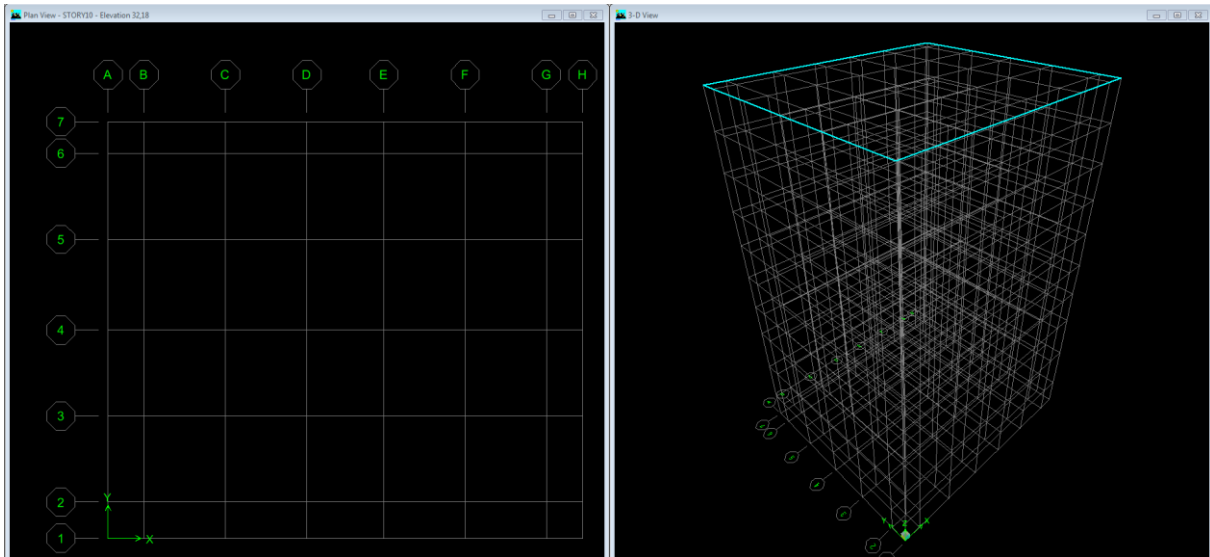 Plan View - STORY10 - Elevation 32,18
A B C D E F G H
7
6
5
4
3
2
Y
1
X
3-D View
Y Z X